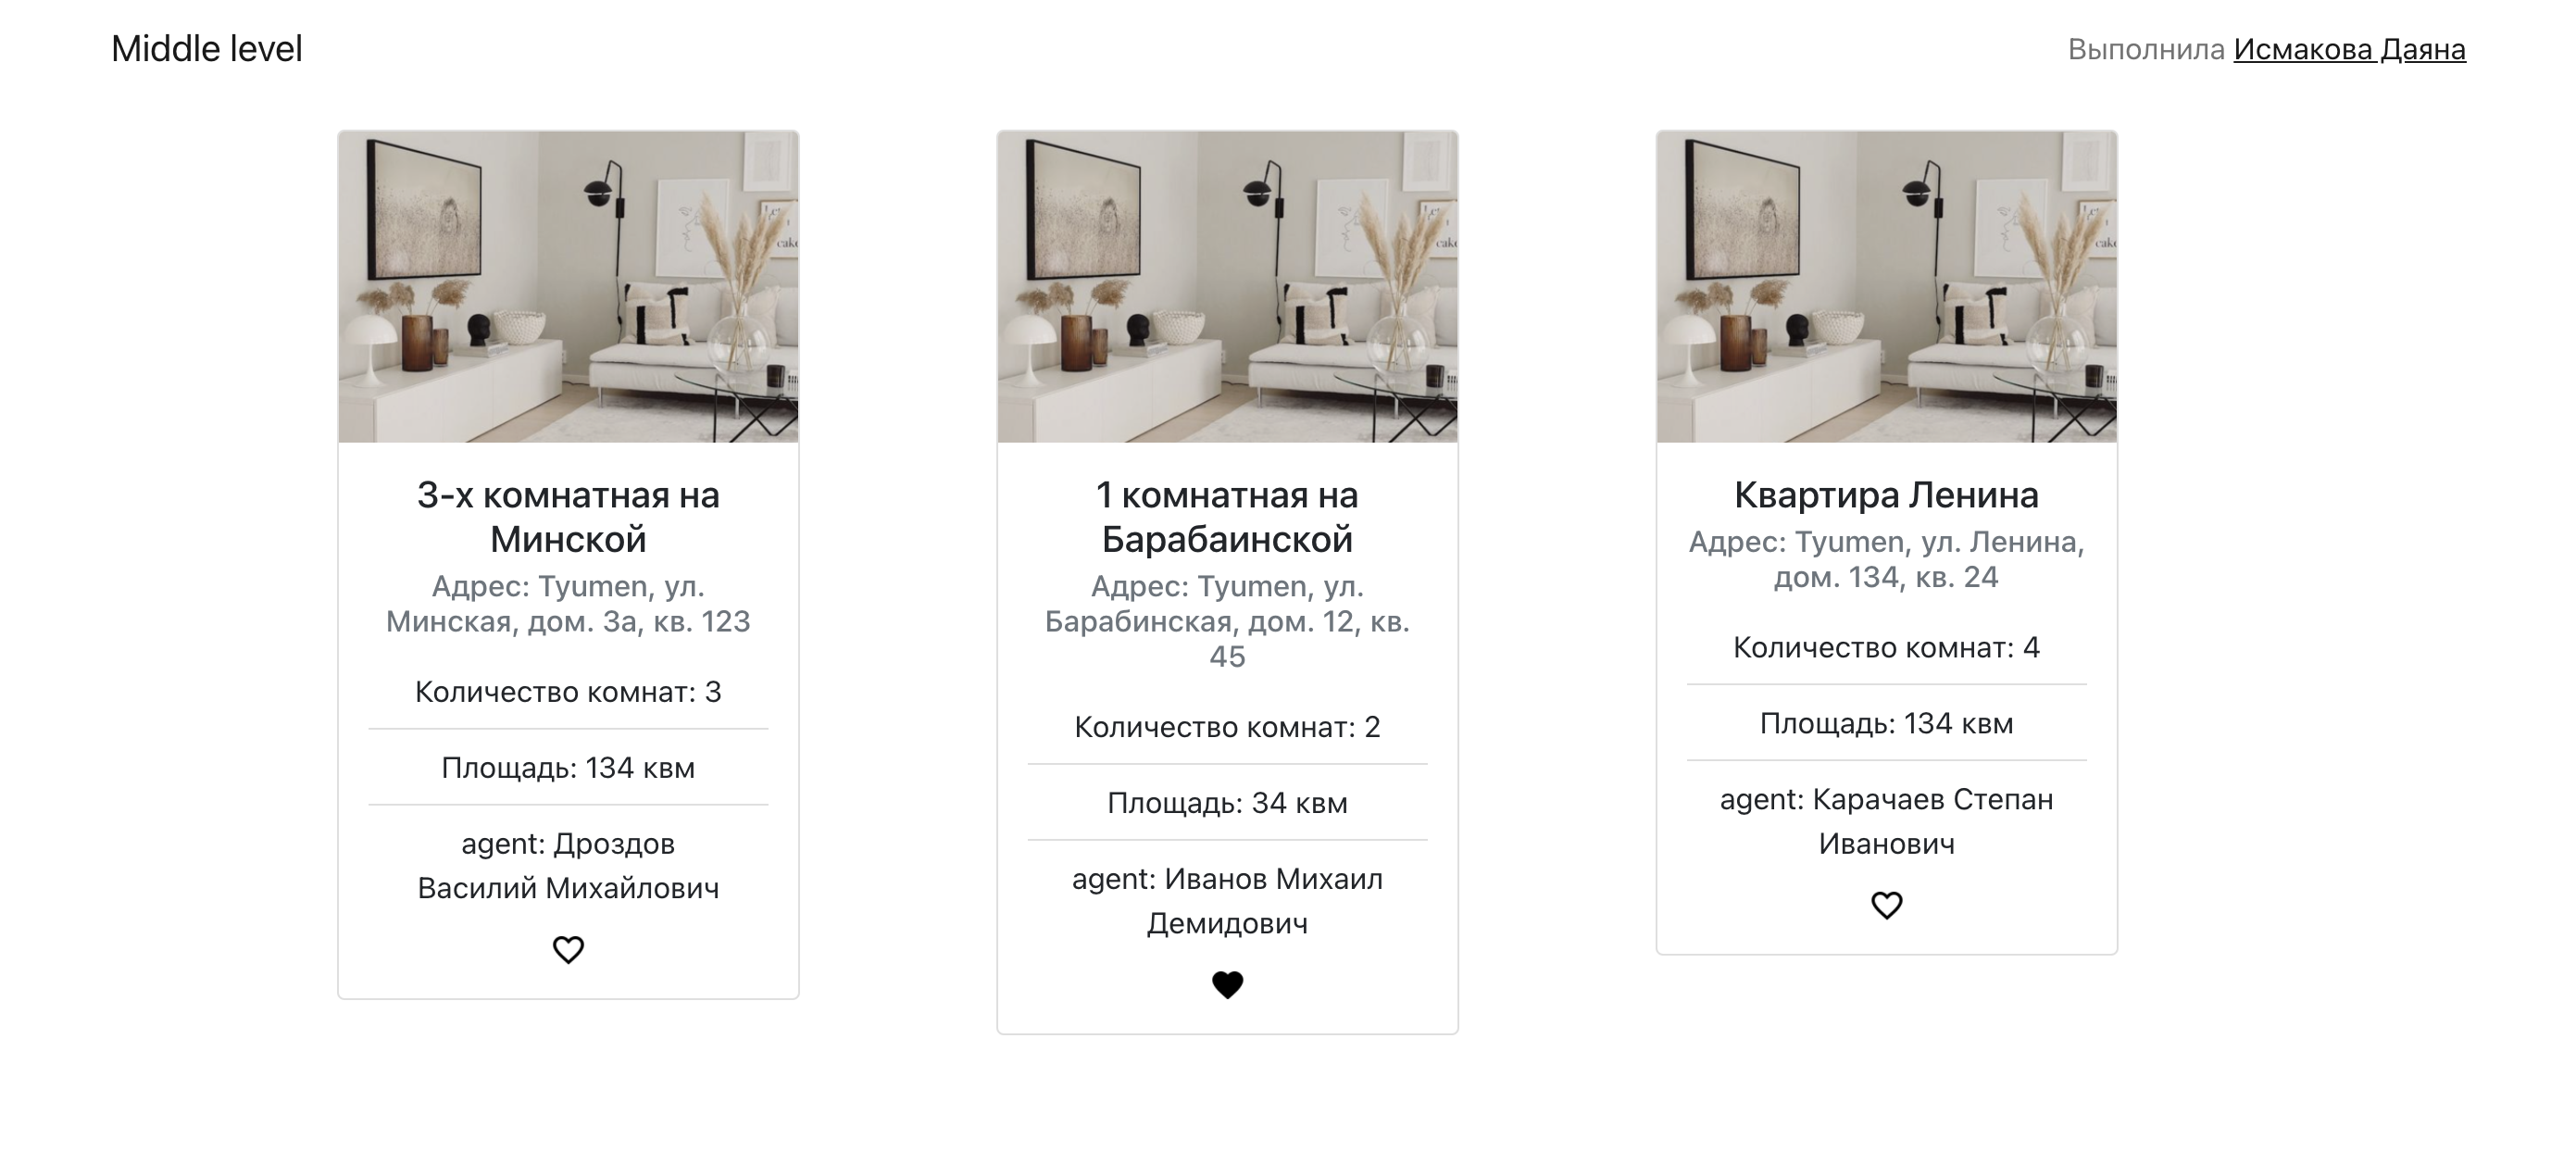 Middle level
Выполнила Исмакова Даяна
3-х комнатная на
Минской
Адрес: Tyumen, ул.
Минская, дом. 3а, кв. 123
Количество комнат: 3
Площадь: 134 квм
agent: Дроздов
Василий Михайлович
1 комнатная на
Барабаинской
Адрес: Tyumen, ул.
Барабинская, дом. 12, кв.
45
Количество комнат: 2
Площадь: 34 квм
agent: Иванов Михаил
Демидович
Квартира Ленина
Адрес: Tyumen, ул. Ленина,
дом. 134, кв. 24
Количество комнат: 4
Площадь: 134 квм
agent: Карачаев Степан
Иванович